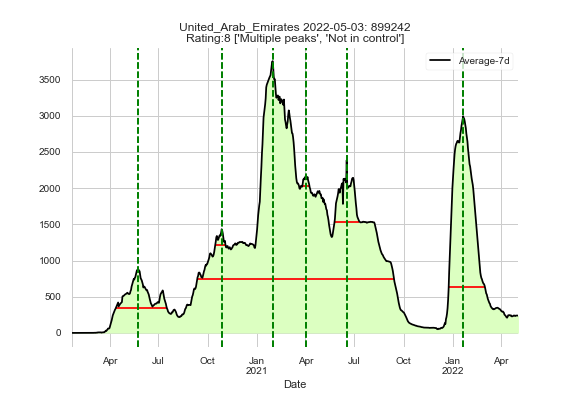 United_Arab_Emirates 2022-05-03: 899242
Rating:8 ['Multiple peaks', 'Not in control']
Average-7d
3500
3000
2500
2000
1500
1000
500
0
Apr Jul Oct Jan Apr Jul Oct Jan Apr
2021 2022
Date